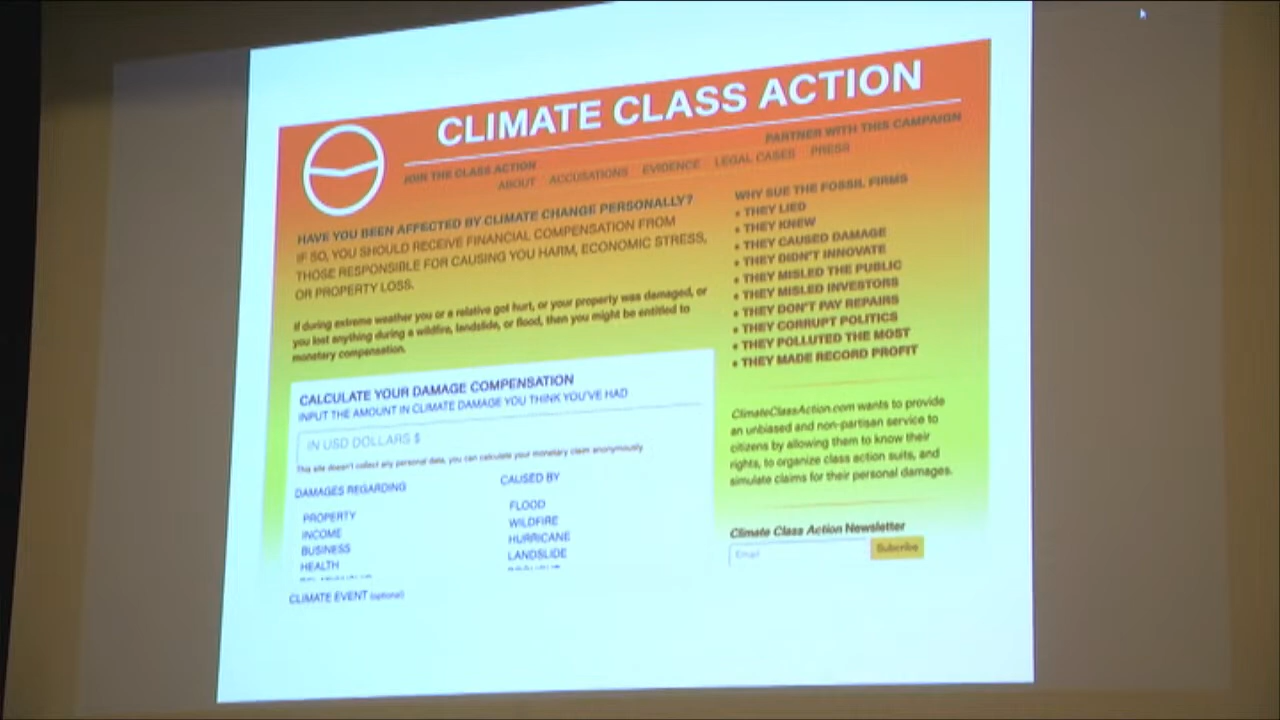 CLIMATE CLASS ACTION
JOIN THE CLASS ACTION
PARTNER WITH THIS CAMPAIGN
ABOUT ACCUSATIONS EVIDENCE LEGAL CASES PRESS
HAVE YOU BEEN AFFECTED BY CLIMATE CHANGE PERSONALLY?
IF SO, YOU SHOULD RECEIVE FINANCIAL COMPENSATION FROM
THOSE RESPONSIBLE FOR CAUSING YOU HARM, ECONOMIC STRESS,
OR PROPERTY LOSS.
If during extreme weather you or a relative got hurt, or your property was damaged, or
you lost anything during a wildfire, landslide, or flood, then you might be entitled to
monetary compensation.
CALCULATE YOUR DAMAGE COMPENSATION
INPUT THE AMOUNT IN CLIMATE DAMAGE YOU THINK YOU'VE HAD
IN USD DOLLARS $
This site doesn't collect any personal data, you can calculate your monetary claim anonymously
DAMAGES REGARDING
PROPERTY
INCOME
BUSINESS
HEALTH
CAUSED BY
FLOOD
WILDFIRE
HURRICANE
LANDSLIDE
CLIMATE EVENT (optional)
WHY SUE THE FOSSIL FIRMS
• THEY LIED
• THEY KNEW
• THEY CAUSED DAMAGE
• THEY DIDN'T INNOVATE
• THEY MISLED THE PUBLIC
• THEY MISLED INVESTORS
• THEY DON'T PAY REPAIRS
• THEY CORRUPT POLITICS
• THEY POLLUTED THE MOST
• THEY MADE RECORD PROFIT
ClimateClassAction.com wants to provide
an unbiased and non-partisan service to
citizens by allowing them to know their
rights, to organize class action suits, and
simulate claims for their personal damages.
Climate Class Action Newsletter
Email
Subscribe